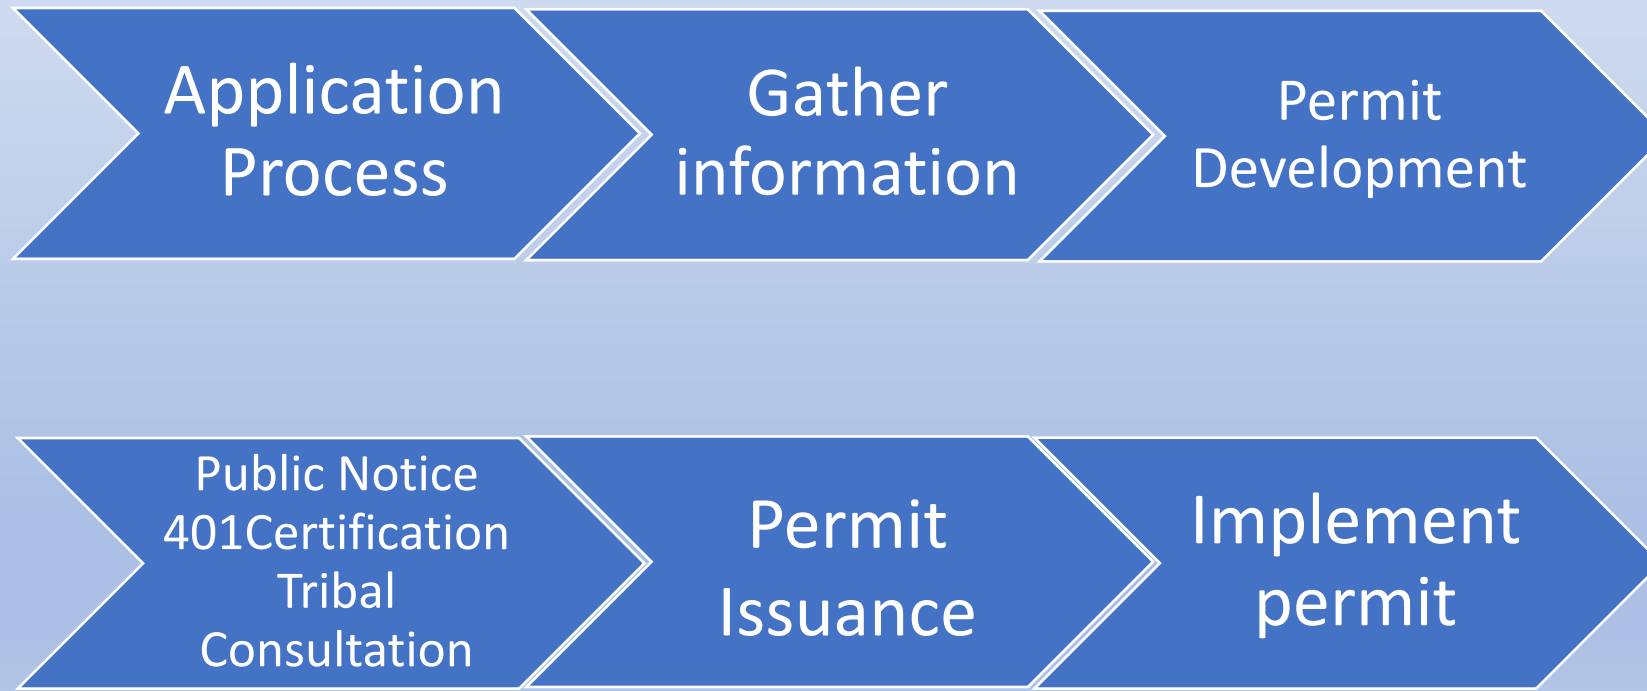 Application
Process
Gather
information
Permit
Development
Public Notice
401Certification
Tribal
Consultation
Permit
Issuance
Implement
permit